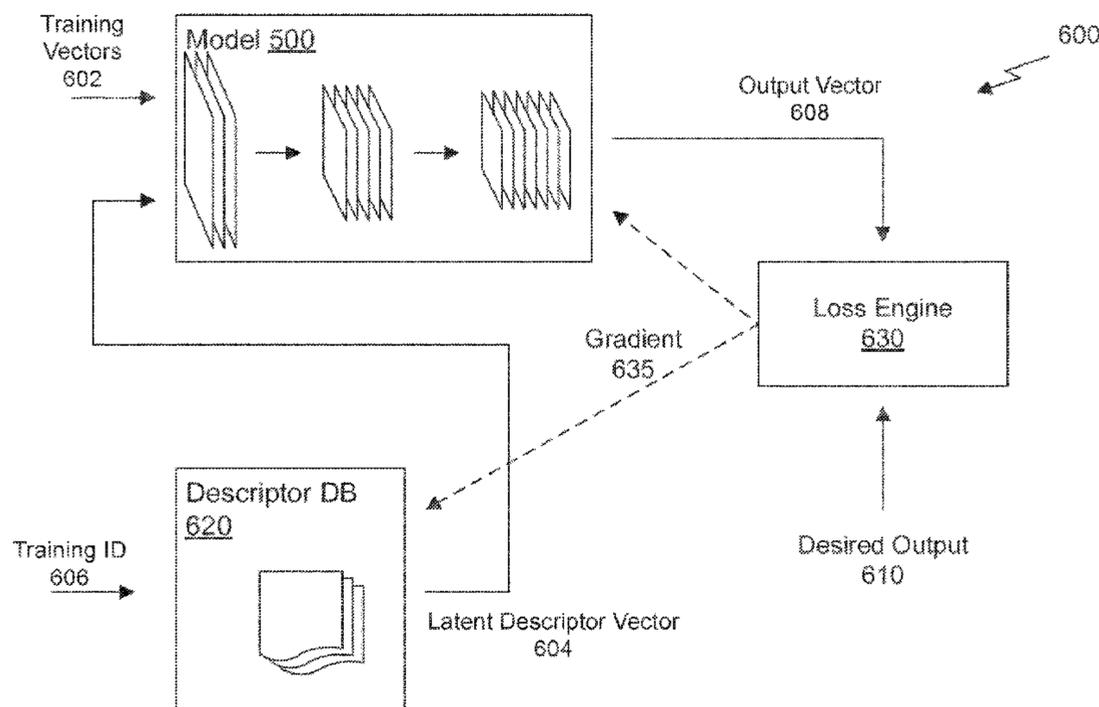 Training
Vectors
602
Model 500
600
Output Vector
608
Loss Engine
630
Gradient
635
Descriptor DB
620
Training ID
606
Latent Descriptor Vector
604
Desired Output
610